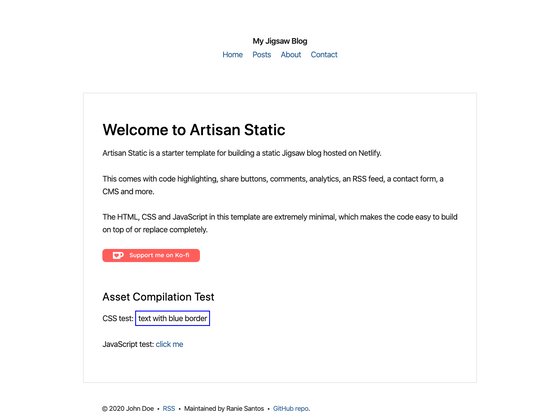 My Jigsaw Blog
Home Posts About Contact
Welcome to Artisan Static
Artisan Static is a starter template for building a static Jigsaw blog hosted on Netlify.
This comes with code highlighting, share buttons, comments, analytics, an RSS feed, a contact form, a
CMS and more.
The HTML, CSS and JavaScript in this template are extremely minimal, which makes the code easy to build
on top of or replace completely.
Support me on Ko-fi
Asset Compilation Test
CSS test: text with blue border
JavaScript test: click me
© 2020 John Doe • RSS • Maintained by Ranie Santos • GitHub repo.